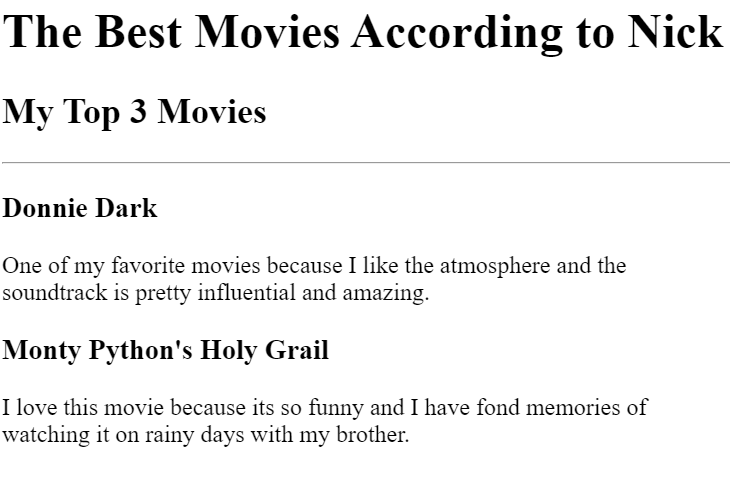 The Best Movies According to Nick
My Top 3 Movies
Donnie Dark
One of my favorite movies because I like the atmosphere and the
soundtrack is pretty influential and amazing.
Monty Python's Holy Grail
I love this movie because its so funny and I have fond memories of
watching it on rainy days with my brother.